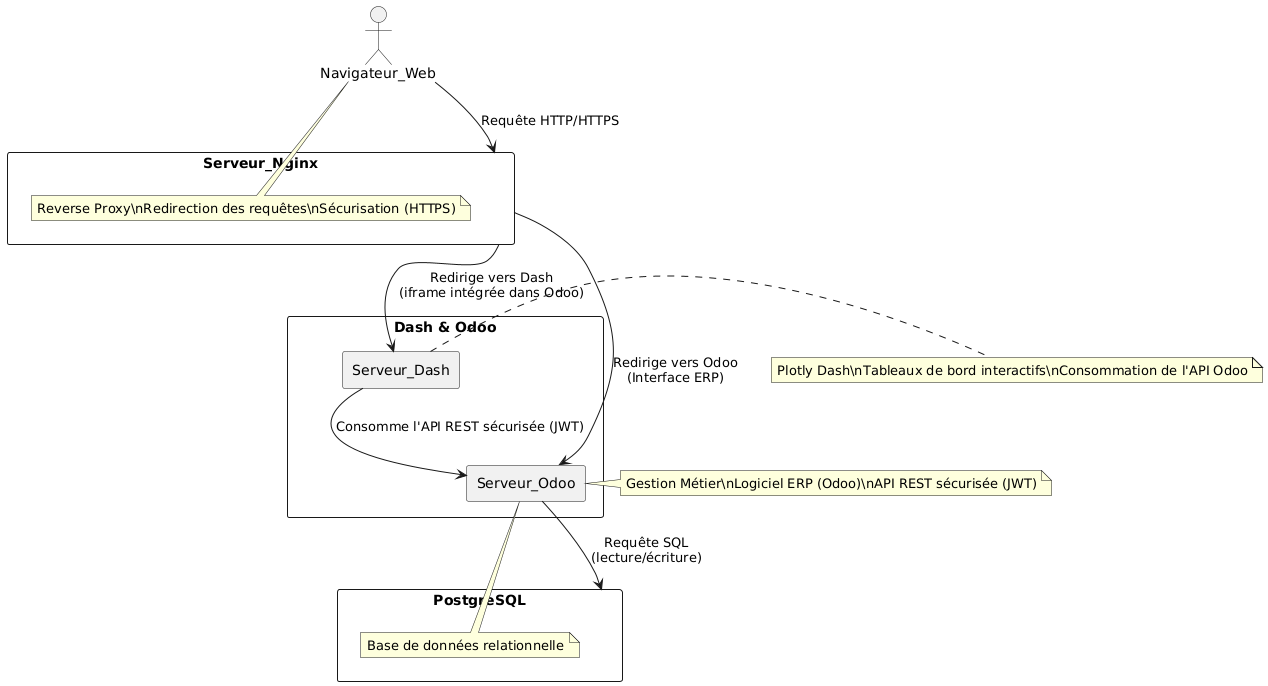 Navigateur_Web
Requête HTTP/HTTPS
Serveur_Nginx
Reverse Proxy\nRedirection des requêtes\nSécurisation (HTTPS)
Redirige vers Dash
(iframe intégrée dans Odoo)
Dash & Odoo
Serveur_Dash
Redirige vers Odoo
(Interface ERP)
Plotly Dash\nTableaux de bord interactifs\nConsommation de l'API Odoo
Consomme l'API REST sécurisée (JWT)
Serveur_Odoo
Gestion Métier\nLogiciel ERP (Odoo)\nAPI REST sécurisée (JWT)
Requête SQL
(lecture/écriture)
PostgreSQL
Base de données relationnelle